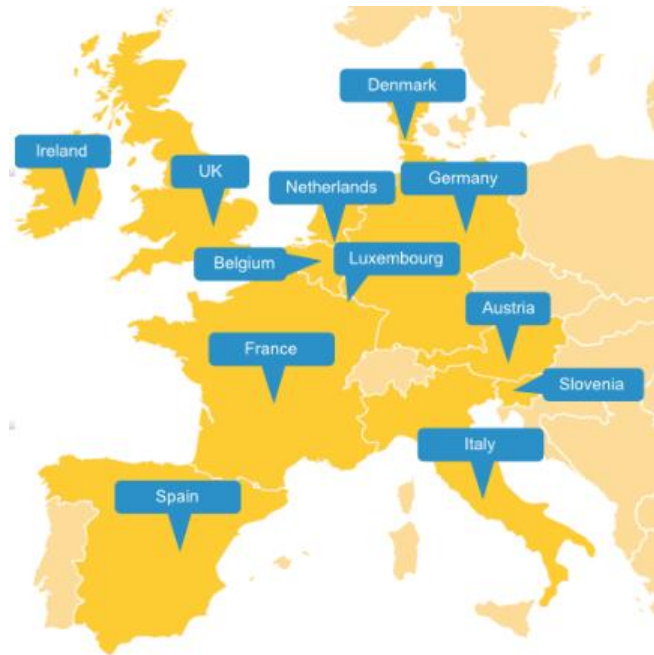 Denmark
Ireland
UK
Netherlands
Germany
Belgium
Luxembourg
Austria
France
Slovenia
Italy
Spain